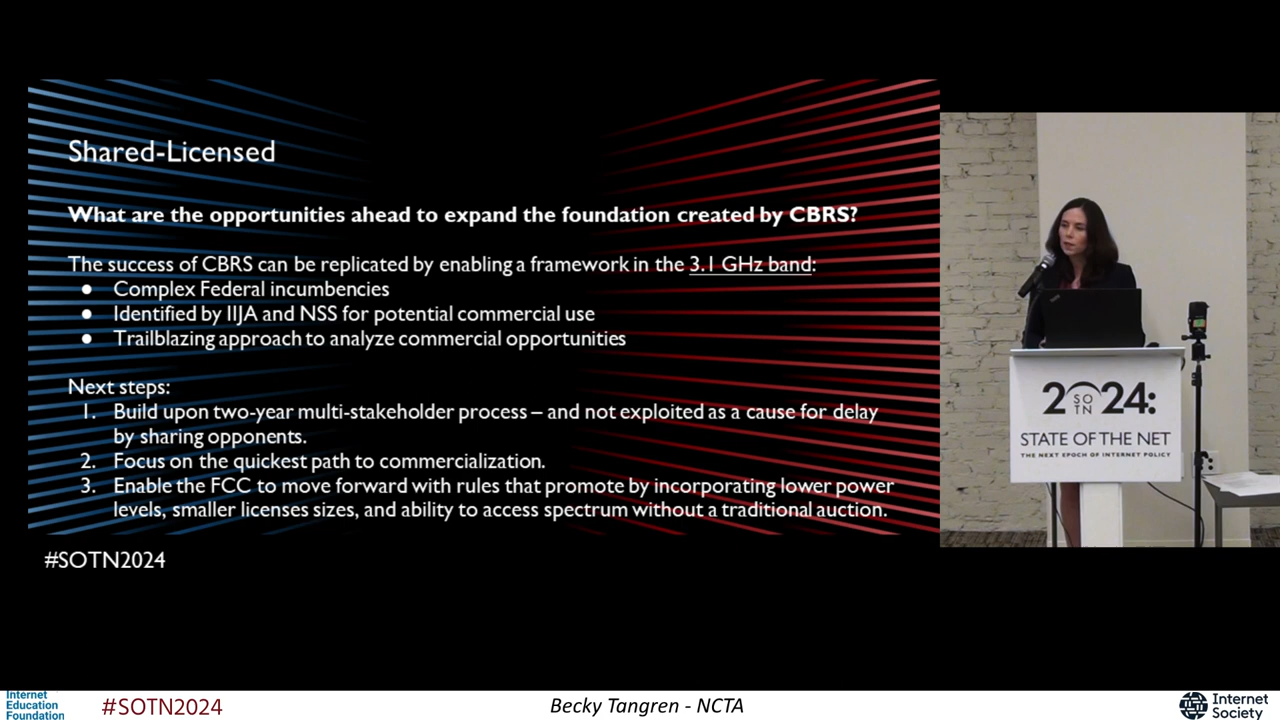 Shared-Licensed
What are the opportunities ahead to expand the foundation created by CBRS?
The success of CBRS can be replicated by enabling a framework in the 3.1 GHz band:
● Complex Federal incumbencies
● Identified by IIJA and NSS for potential commercial use
● Trailblazing approach to analyze commercial opportunities
Next steps:
1. Build upon two-year multi-stakeholder process – and not exploited as a cause for delay
by sharing opponents.
2. Focus on the quickest path to commercialization.
3. Enable the FCC to move forward with rules that promote by incorporating lower power
levels, smaller licenses sizes, and ability to access spectrum without a traditional auction.
#SOTN2024
2024:
SO
TN
STATE OF THE NET
THE NEXT EPOCH OF INTERNET POLICY
Internet
Education
Foundation
#SOTN2024
Becky Tangren - NCTA
Internet
Society